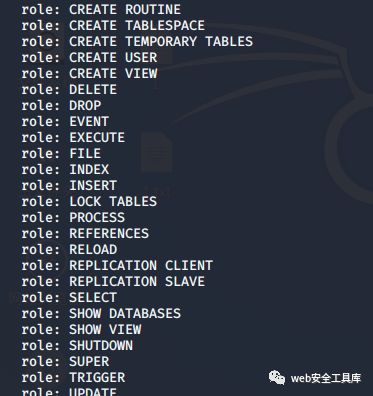 role: CREATE ROUTINE
role: CREATE TABLESPACE
role: CREATE TEMPORARY TABLES
role: CREATE USER
role: CREATE VIEW
role: DELETE
role: DROP
role: EVENT
role: EXECUTE
role: FILE
role: INDEX
role: INSERT
role: LOCK TABLES
role: PROCESS
role: REFERENCES
role: RELOAD
role: REPLICATION CLIENT
role: REPLICATION SLAVE
role: SELECT
role: SHOW DATABASES
role: SHOW VIEW
role: SHUTDOWN
role: SUPER
role: TRIGGER
role: UPDATE
web安全工具库